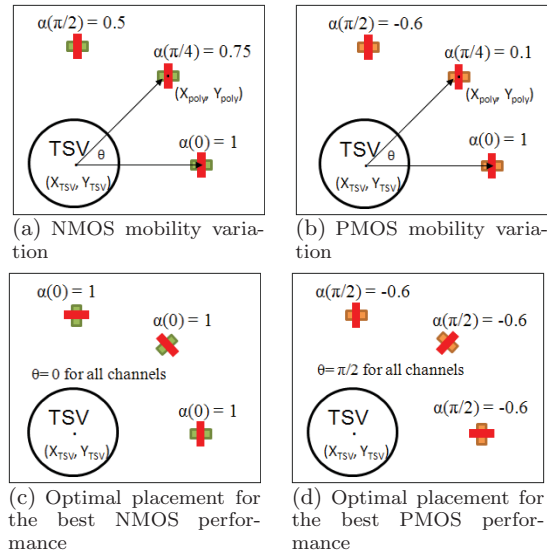 α(π/2) = 0.5
α(π/4) = 0.75
(Xpoly, Ypoly)
α(0) = 1
TSV
θ
(XTSV, YTSV)
(a) NMOS mobility varia-
tion
α(π/2) = -0.6
α(π/4) = 0.1
(Xpoly, Ypoly)
α(0) = 1
TSV
θ
(XTSV, YTSV)
(b) PMOS mobility varia-
tion
α(0) = 1
α(0) = 1
θ= 0 for all channels
α(0) = 1
TSV
(XTSV, YTSV)
(c) Optimal placement for
the best NMOS perfor-
mance
α(π/2) = -0.6
α(π/2) = -0.6
θ= π/2 for all channels
α(π/2) = -0.6
TSV
(XTSV, YTSV)
(d) Optimal placement for
the best PMOS perfor-
mance